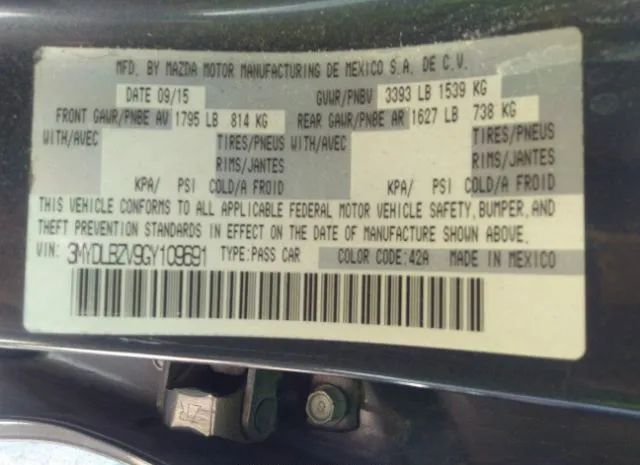 MFD. BY MAZDA MOTOR MANUFACTURING DE MEXICO S.A. DE C.V.
DATE 09/15 GVWR/PNBV 3393 LB 1539 KG
FRONT GAWR/PNBE AV 1795 LB 814 KG REAR GAWR/PNBE AR 1627 LB 738 KG
WITH/AVEC TIRES/PNEUS WITH/AVEC TIRES/PNEUS
RIMS/JANTES RIMS/JANTES
KPA/ PSI COLD/A FROID KPA/ PSI COLD/A FROID
THIS VEHICLE CONFORMS TO ALL APPLICABLE FEDERAL MOTOR VEHICLE SAFETY, BUMPER, AND
THEFT PREVENTION STANDARDS IN EFFECT ON THE DATE OF MANUFACTURE SHOWN ABOVE.
VIN: 3MYDLBZV9GY109691 TYPE:PASS CAR COLOR CODE:42A MADE IN MEXICO